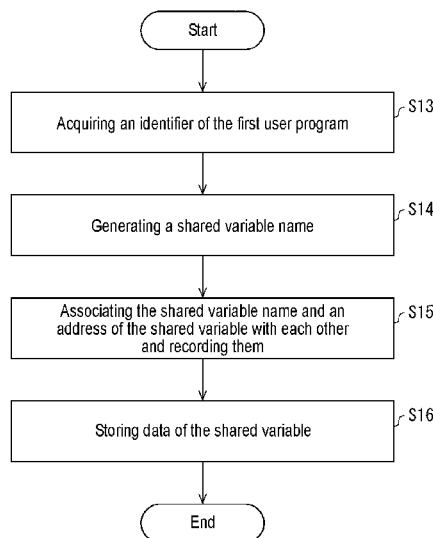 Start
Acquiring an identifier of the first user program
S13
Generating a shared variable name
S14
Associating the shared variable name and an
address of the shared variable with each other
and recording them
S15
Storing data of the shared variable
S16
End